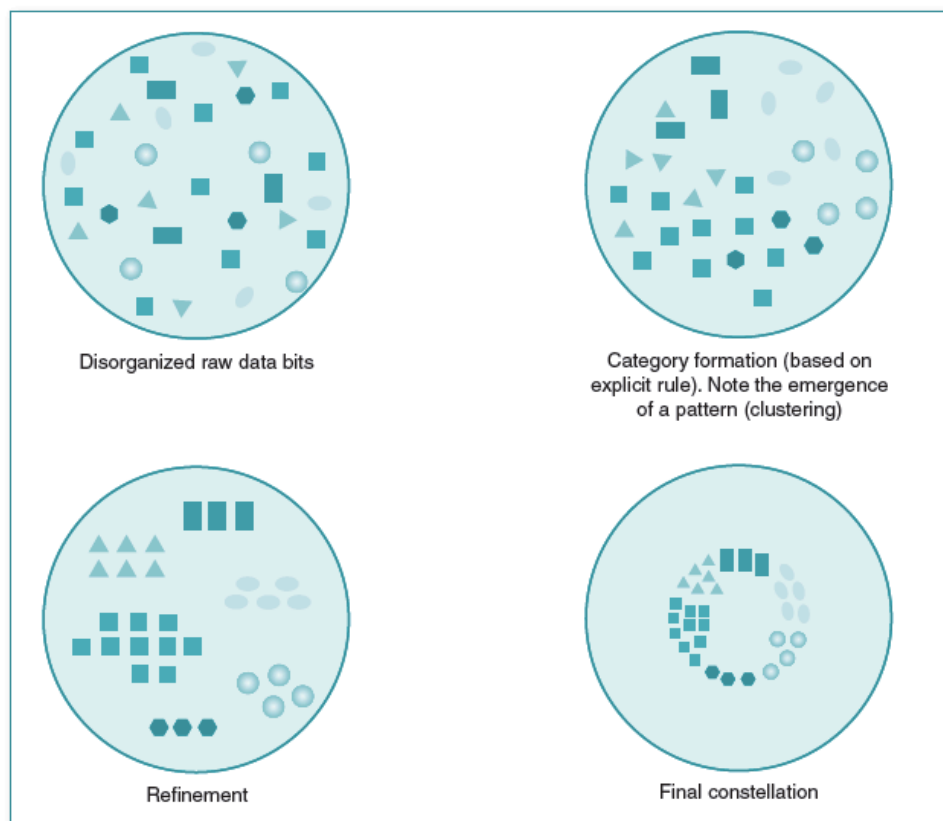 Disorganized raw data bits
Category formation (based on
explicit rule). Note the emergence
of a pattern (clustering)
Refinement
Final constellation